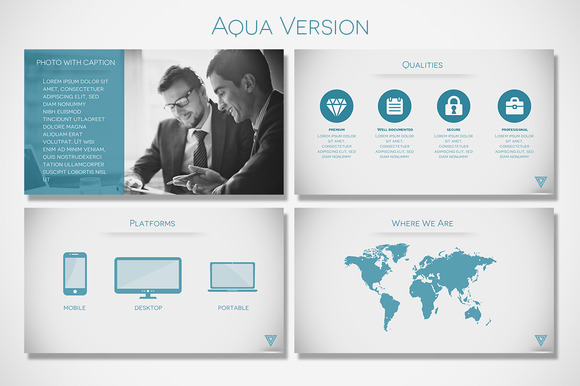 Aqua Version
PHOTO WITH CAPTION
Lorem ipsum dolor
sit amet,
consectetuer
adipiscing elit, sed
diam nonummy
nibh euismod
tincidunt utlaoreet
dolore magna
aliquam erat
volutpat. Ut wisi
enim ad minim veniam,
quis nostrudexerci
tation ullamcorper
suscipit lobortis nisl
ut
Qualities
premium
Well documented
secure
professional
Lorem ipsum dolor
sit amet,
consectetuer
adipiscing elit, sed
diam nonummy
Lorem ipsum dolor
sit amet,
consectetuer
adipiscing elit, sed
diam nonummy
Lorem ipsum dolor
sit amet,
consectetuer
adipiscing elit, sed
diam nonummy
Lorem ipsum dolor
sit amet,
consectetuer
adipiscing elit, sed
diam nonummy
Platforms
MOBILE
DESKTOP
PORTABLE
Where We Are